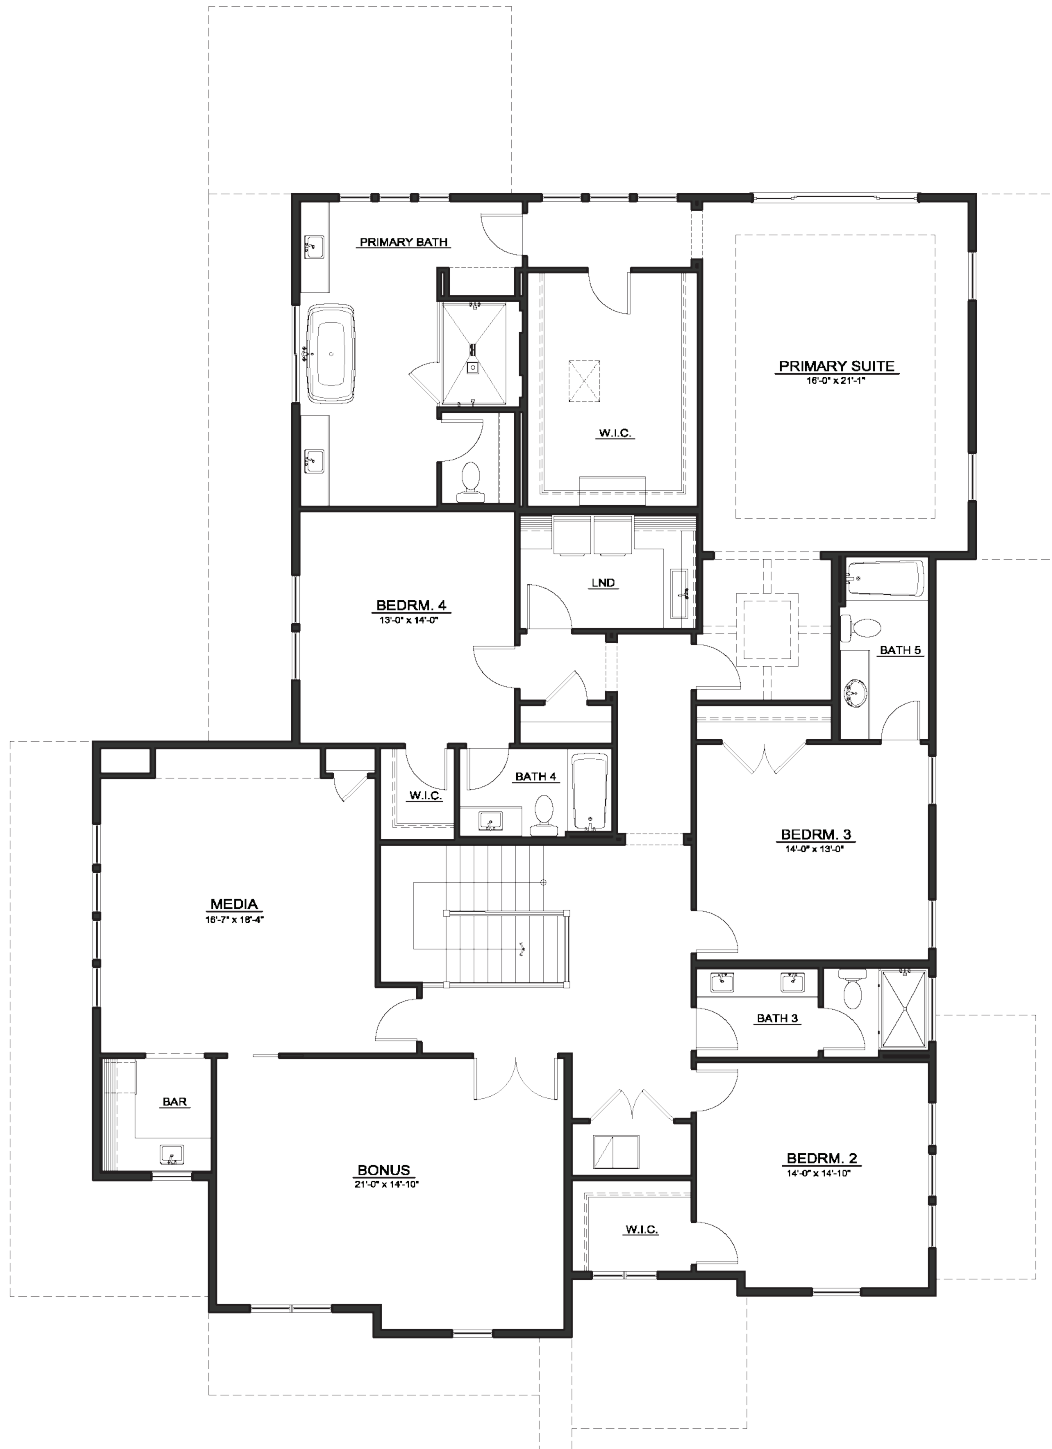 PRIMARY BATH
PRIMARY SUITE
16'-0" x 21'-1"
W.I.C.
LND
BEDRM. 4
13'-0" x 14'-0"
BATH 5
BATH 4
W.I.C.
BEDRM. 3
14'-0" x 13'-0"
MEDIA
16'-7" x 18'-4"
BATH 3
BAR
BONUS
21'-0" x 14'-10"
BEDRM. 2
14'-0" x 14'-10"
W.I.C.